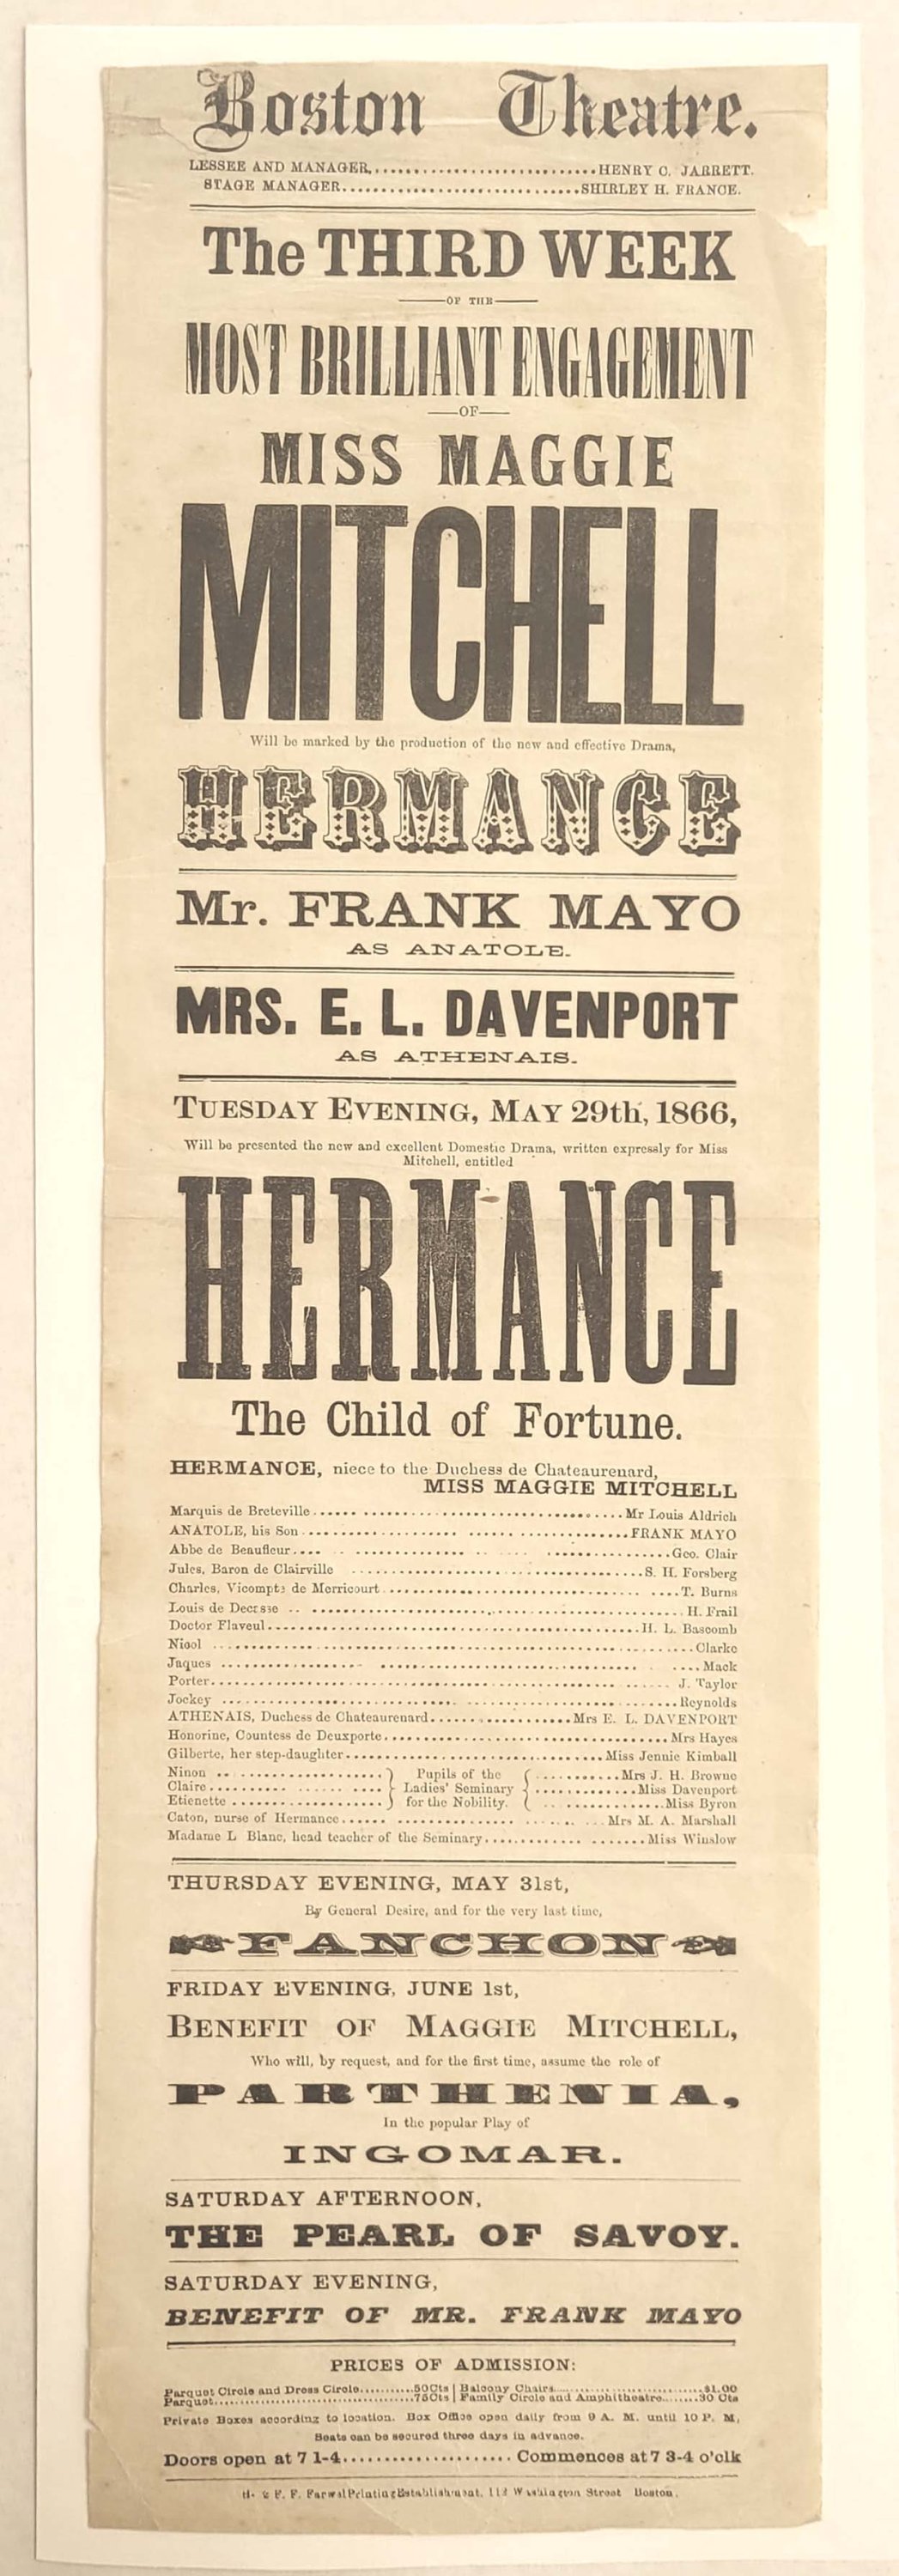 Boston Theatre.
LESSEE AND MANAGER..............................HENRY C. JARRETT.
STAGE MANAGER..............................SHIRLEY H. FRANCE.
The THIRD WEEK
OF THE
MOST BRILLIANT ENGAGEMENT
OF
MISS MAGGIE
MITCHELL
Will be marked by the production of the new and effective Drama,
HERMANCE
Mr. FRANK MAYO
AS ANATOLE.
MRS. E. L. DAVENPORT
AS ATHENAIS.
TUESDAY EVENING, MAY 29th, 1866,
Will be presented the new and excellent Domestic Drama, written expressly for Miss
Mitchell, entitled
HERMANCE
The Child of Fortune.
HERMANCE, niece to the Duchess de Chateaurenard,
MISS MAGGIE MITCHELL
Marquis de Breteville..............................Mr Louis Aldrich
ANATOLE, his Son..............................FRANK MAYO
Abbe de Beaufleur..............................Geo. Clair
Jules, Baron de Clairville..............................S. H. Forsberg
Charles, Vicompte de Merricourt..............................T. Burns
Louis de Decrsse..............................H. Frail
Doctor Flaveul..............................H. L. Bascomb
Niool..............................Clarke
Jaques..............................Mack
Porter..............................J. Taylor
Jockey..............................Reynolds
ATHENAIS, Duchess de Chateaurenard....................Mrs E. L. DAVENPORT
Honorine, Countess de Deuxporte..............................Mrs Hayes
Gilberte, her step-daughter..............................Miss Jennie Kimball
Ninon....................} Pupils of the {............Mrs J. H. Browne
Claire....................} Ladies' Seminary {............Miss Davenport
Etienette....................} for the Nobility. {............Miss Byron
Caton, nurse of Hermance..............................Mrs M. A. Marshall
Madame L Blanc, head teacher of the Seminary....................Miss Winslow
THURSDAY EVENING, MAY 31st,
By General Desire, and for the very last time,
FANCHON
FRIDAY EVENING, JUNE 1st,
BENEFIT OF MAGGIE MITCHELL,
Who will, by request, and for the first time, assume the role of
PARTHENIA,
In the popular Play of
INGOMAR.
SATURDAY AFTERNOON,
THE PEARL OF SAVOY.
SATURDAY EVENING,
BENEFIT OF MR. FRANK MAYO
PRICES OF ADMISSION:
Parquet Circle and Dress Circle...........50Cts | Balcony Chairs..............................$1.00
Parquet..............................75Cts | Family Circle and Amphitheatre........30 Cts
Private Boxes according to location. Box Office open daily from 9 A. M. until 10 P. M.
Seats can be secured three days in advance.
Doors open at 7 1-4....................Commences at 7 3-4 o'clk
H. & F. F. Farwel Printing Establishment, 112 Washington Street Boston.